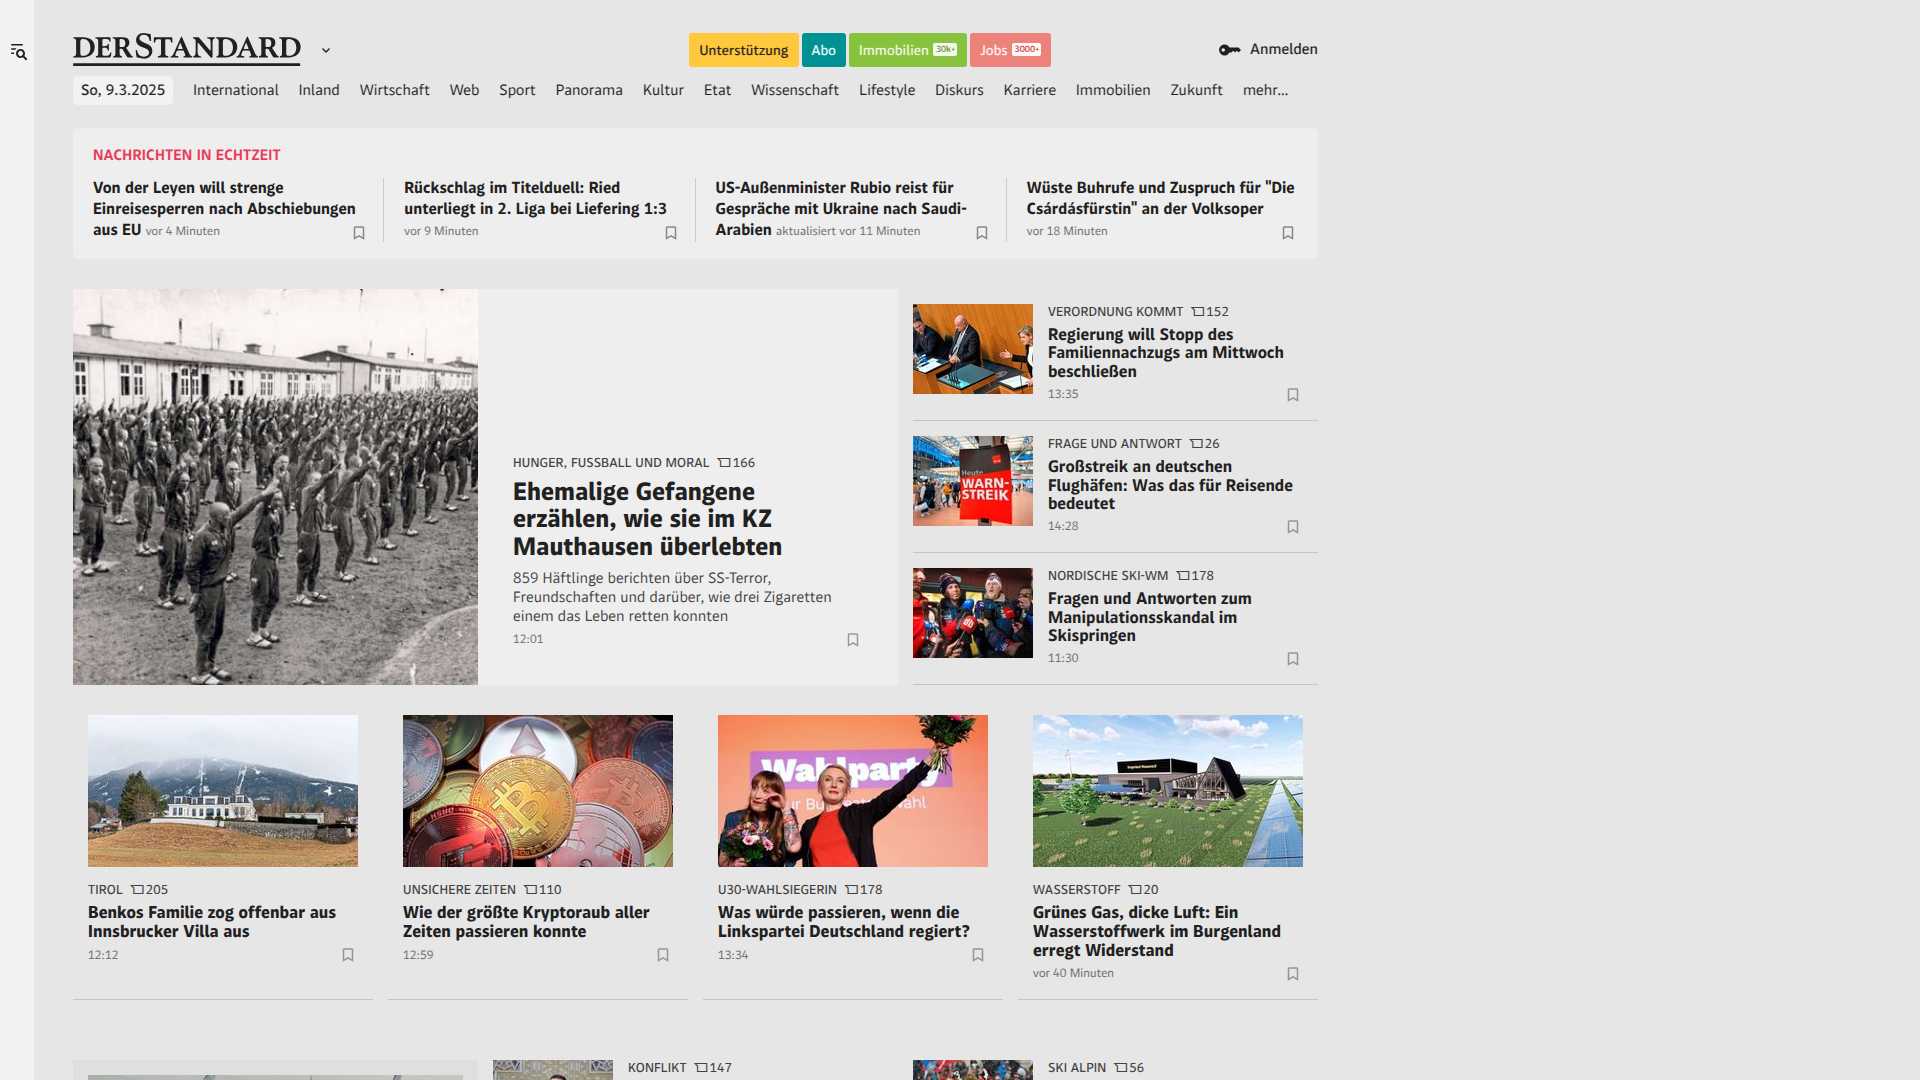 DERSTANDARD
Unterstützung
Abo
Immobilien 30k+
Jobs 3000+
Anmelden
So, 9.3.2025
International
Inland
Wirtschaft
Web
Sport
Panorama
Kultur
Etat
Wissenschaft
Lifestyle
Diskurs
Karriere
Immobilien
Zukunft
mehr...
NACHRICHTEN IN ECHTZEIT
Von der Leyen will strenge
Einreisesperren nach Abschiebungen
aus EU vor 4 Minuten
Rückschlag im Titelduell: Ried
unterliegt in 2. Liga bei Liefering 1:3
vor 9 Minuten
US-Außenminister Rubio reist für
Gespräche mit Ukraine nach Saudi-
Arabien aktualisiert vor 11 Minuten
Wüste Buhrufe und Zuspruch für "Die
Csárdásfürstin" an der Volksoper
vor 18 Minuten
HUNGER, FUSSBALL UND MORAL 166
Ehemalige Gefangene
erzählen, wie sie im KZ
Mauthausen überlebten
859 Häftlinge berichten über SS-Terror,
Freundschaften und darüber, wie drei Zigaretten
einem das Leben retten konnten
12:01
VERORDNUNG KOMMT 152
Regierung will Stopp des
Familiennachzugs am Mittwoch
beschließen
13:35
Heute
WARN-
STREIK
FRAGE UND ANTWORT 26
Großstreik an deutschen
Flughäfen: Was das für Reisende
bedeutet
14:28
NORDISCHE SKI-WM 178
Fragen und Antworten zum
Manipulationsskandal im
Skispringen
11:30
TIROL 205
Benkos Familie zog offenbar aus
Innsbrucker Villa aus
12:12
UNSICHERE ZEITEN 110
Wie der größte Kryptoraub aller
Zeiten passieren konnte
12:59
Wahlparty
U30-WAHLSIEGERIN 178
Was würde passieren, wenn die
Linkspartei Deutschland regiert?
13:34
WASSERSTOFF 20
Grünes Gas, dicke Luft: Ein
Wasserstoffwerk im Burgenland
erregt Widerstand
vor 40 Minuten
KONFLIKT 147
SKI ALPIN 56